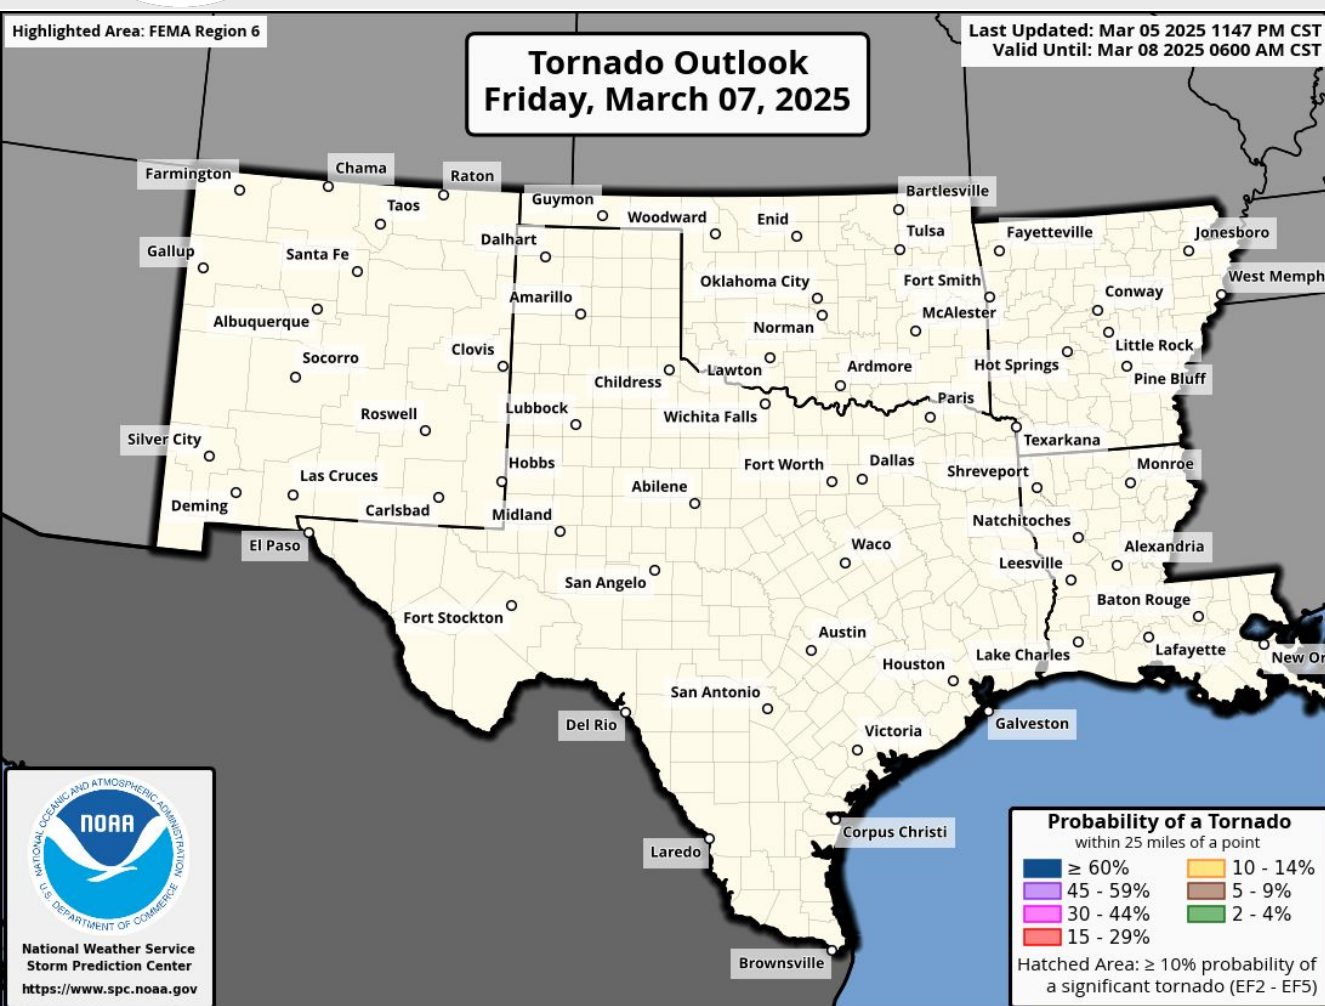 Highlighted Area: FEMA Region 6
Last Updated: Mar 05 2025 1147 PM CST
Valid Until: Mar 08 2025 0600 AM CST
Tornado Outlook
Friday, March 07, 2025
Farmington
Chama
Raton
Taos
Guymon
Woodward
Enid
Bartlesville
Tulsa
Fayetteville
Jonesboro
Gallup
Santa Fe
Dalhart
Oklahoma City
Fort Smith
West Memph
Albuquerque
Amarillo
Norman
McAlester
Conway
Little Rock
Socorro
Clovis
Childress
Lawton
Ardmore
Hot Springs
Pine Bluff
Roswell
Lubbock
Wichita Falls
Paris
Texarkana
Silver City
Las Cruces
Hobbs
Abilene
Fort Worth
Dallas
Shreveport
Monroe
Deming
Carlsbad
Midland
Natchitoches
El Paso
San Angelo
Waco
Leesville
Alexandria
Fort Stockton
Austin
Baton Rouge
Houston
Lake Charles
Lafayette
New Or
Del Rio
San Antonio
Victoria
Galveston
Laredo
Corpus Christi
Brownsville
NATIONAL OCEANIC AND ATMOSPHERIC ADMINISTRATION
NOAA
U.S. DEPARTMENT OF COMMERCE
National Weather Service
Storm Prediction Center
https://www.spc.noaa.gov
Probability of a Tornado
within 25 miles of a point
≥ 60%
45 - 59%
30 - 44%
15 - 29%
10 - 14%
5 - 9%
2 - 4%
Hatched Area: ≥ 10% probability of
a significant tornado (EF2 - EF5)